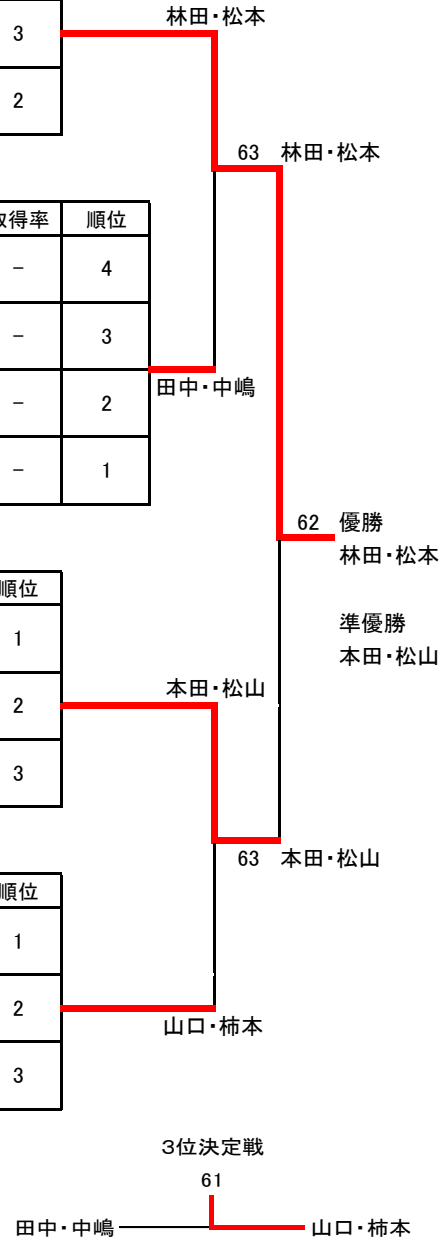 林田・松本
3
2
63 林田・松本
取得率 順位
－ 4
－ 3
－ 2
－ 1
田中・中嶋
62 優勝
林田・松本
準優勝
本田・松山
順位
1
2
3
本田・松山
63 本田・松山
順位
1
2
3
山口・柿本
３位決定戦
61
田中・中嶋 山口・柿本